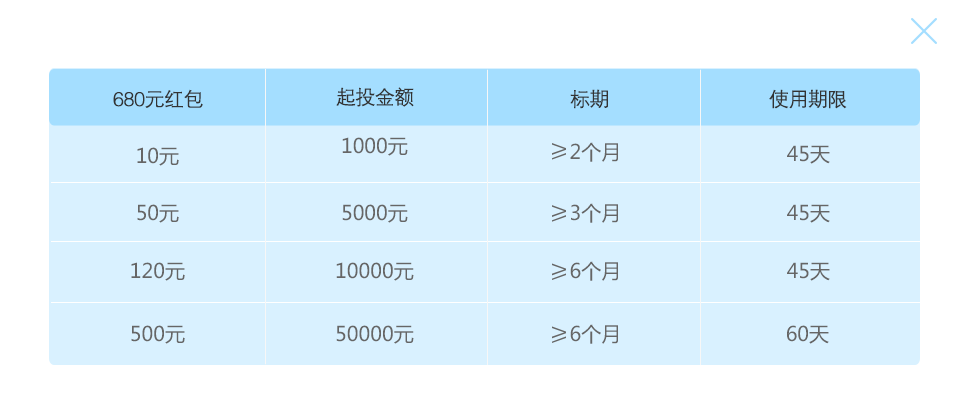 680元红包 起投金额 标期 使用期限
10元 1000元 ≥2个月 45天
50元 5000元 ≥3个月 45天
120元 10000元 ≥6个月 45天
500元 50000元 ≥6个月 60天